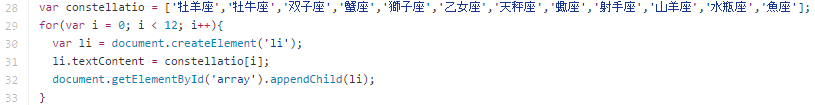 28 var constellatio = ['牡羊座','牡牛座','双子座','蟹座','獅子座','乙女座','天秤座','蠍座','射手座','山羊座','水瓶座','魚座'];
29 for(var i = 0; i < 12; i++){
30 var li = document.createElement('li');
31 li.textContent = constellatio[i];
32 document.getElementById('array').appendChild(li);
33 }